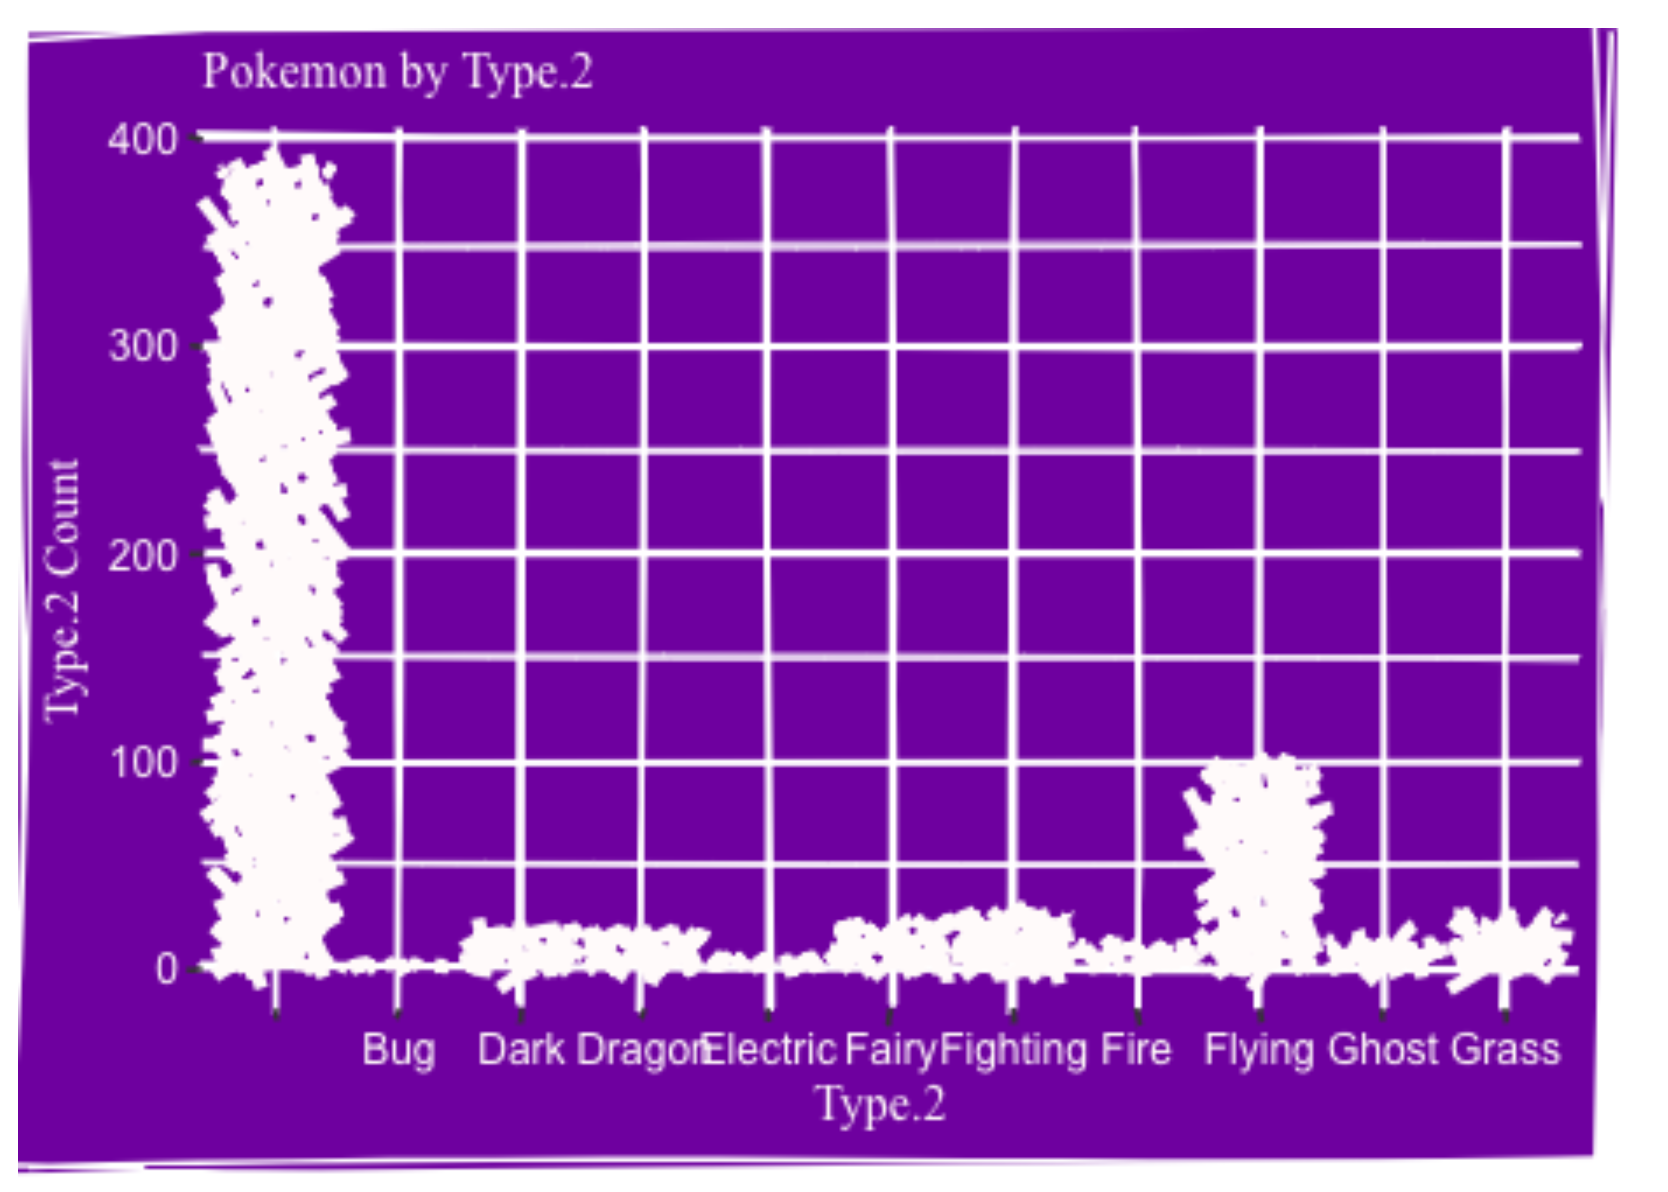 Pokemon by Type.2
400
300
200
100
0
Type.2 Count
Bug Dark Dragon Electric Fairy Fighting Fire Flying Ghost Grass
Type.2